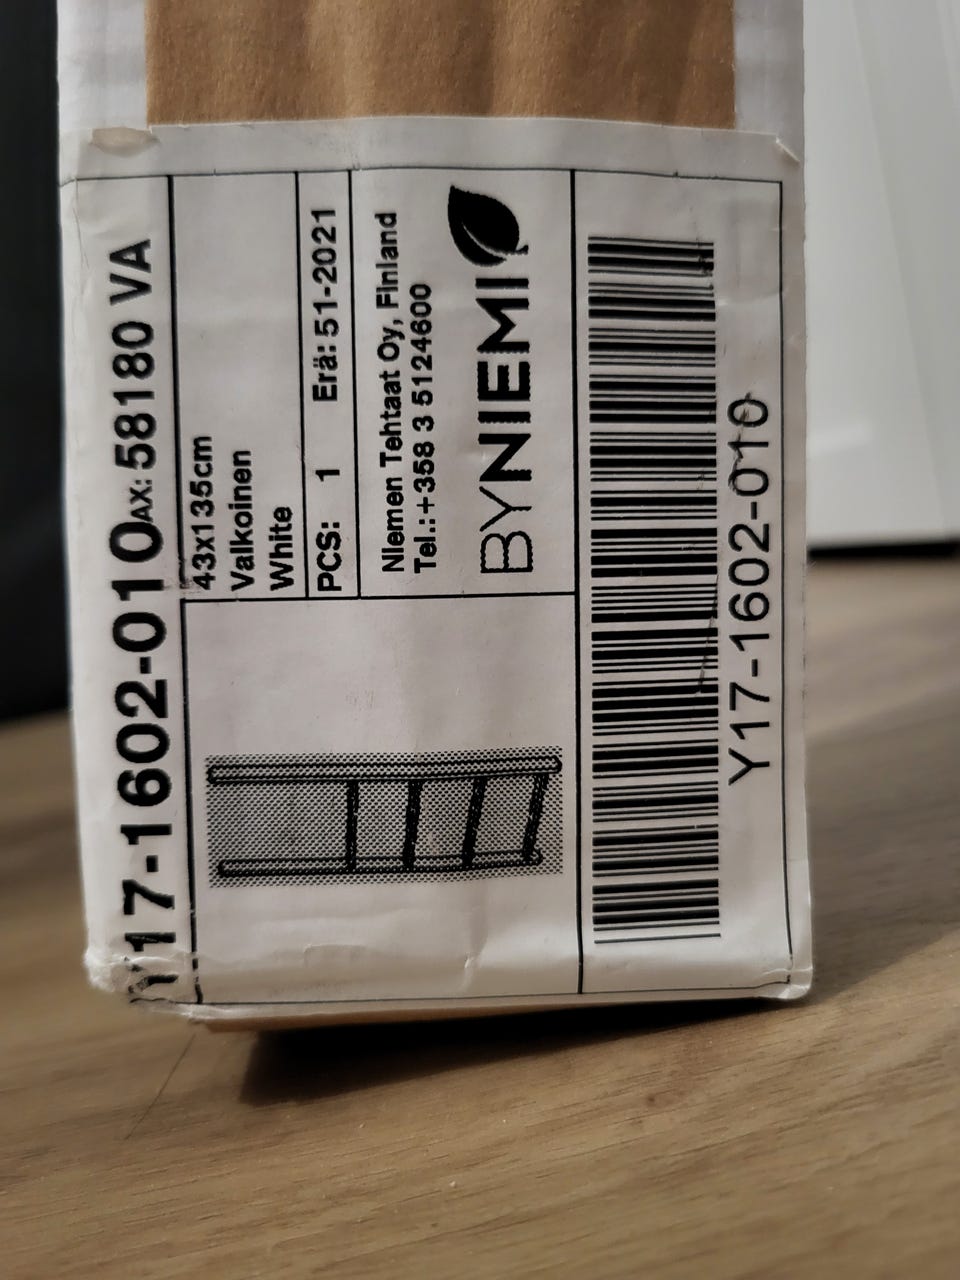 Y17-1602-010 AX: 58180 VA
43x135cm
Valkoinen
White
PCS: 1 Erä: 51-2021
Niemen Tehtaat Oy, Finland
Tel.:+358 3 5124600
BYNIEMI
Y17-1602-010